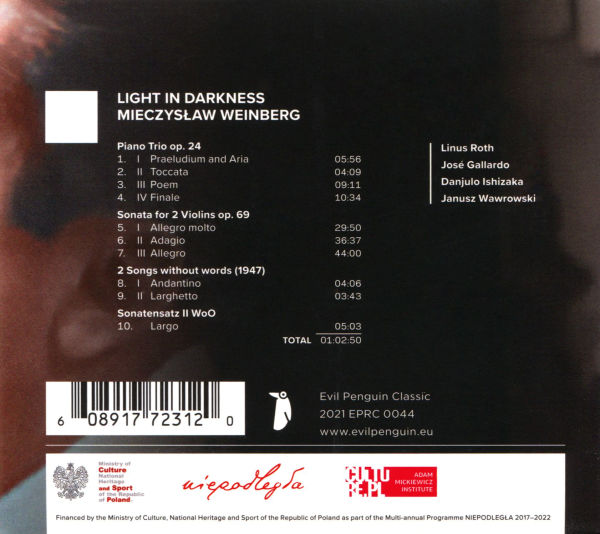 LIGHT IN DARKNESS
MIECZYSŁAW WEINBERG
Piano Trio op. 24
1. I Praeludium and Aria 05:56
2. II Toccata 04:09
3. III Poem 09:11
4. IV Finale 10:34
Sonata for 2 Violins op. 69
5. I Allegro molto 29:50
6. II Adagio 36:37
7. III Allegro 44:00
2 Songs without words (1947)
8. I Andantino 04:06
9. II Larghetto 03:43
Sonatensatz II WoO
10. Largo 05:03
TOTAL 01:02:50
Linus Roth
José Gallardo
Danjulo Ishizaka
Janusz Wawrowski
6 08917 72312 0
Evil Penguin Classic
2021 EPRC 0044
www.evilpenguin.eu
Ministry of
Culture
National
Heritage
and Sport
of the Republic
of Poland
niepodległa
CULTU
RE.PL
ADAM
MICKIEWICZ
INSTITUTE
Financed by the Ministry of Culture, National Heritage and Sport of the Republic of Poland as part of the Multi-annual Programme NIEPODLEGŁA 2017–2022